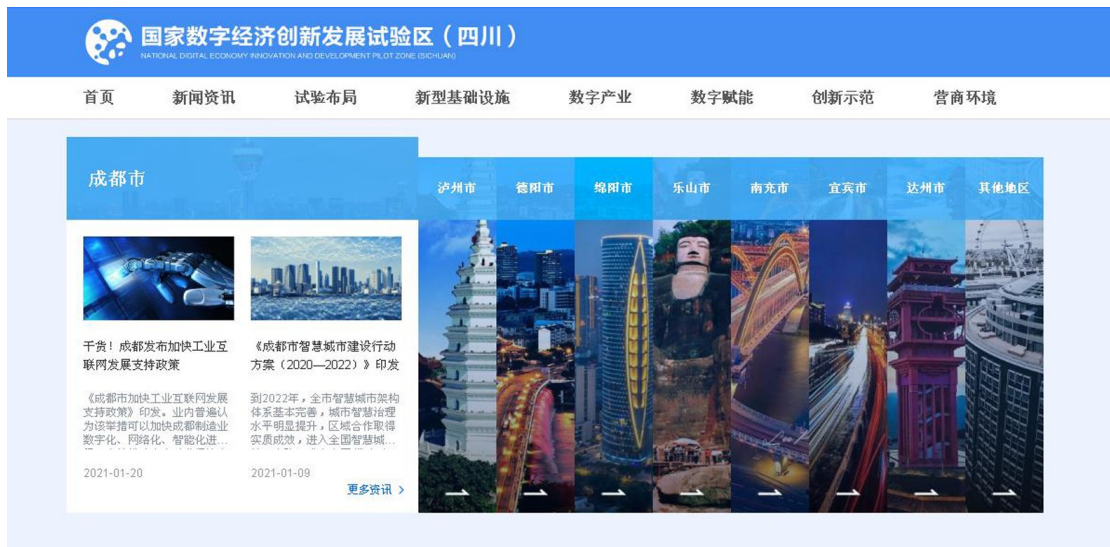 国家数字经济创新发展试验区（四川）
NATIONAL DIGITAL ECONOMY INNOVATION AND DEVELOPMENT PILOT ZONE (SICHUAN)
首页 新闻资讯 试验布局 新型基础设施 数字产业 数字赋能 创新示范 营商环境
成都市
泸州市 德阳市 绵阳市 乐山市 南充市 宜宾市 达州市 其他地区
干货！成都发布加快工业互
联网发展支持政策
《成都市加快工业互联网发展
支持政策》印发。业内普遍认
为该举措可以加快成都制造业
数字化、网络化、智能化进...
2021-01-20
《成都市智慧城市建设行动
方案（2020—2022）》印发
到2022年，全市智慧城市架构
体系基本完善，城市智慧治理
水平明显提升，区域合作取得
实质成效，进入全国智慧城...
2021-01-09
更多资讯 >